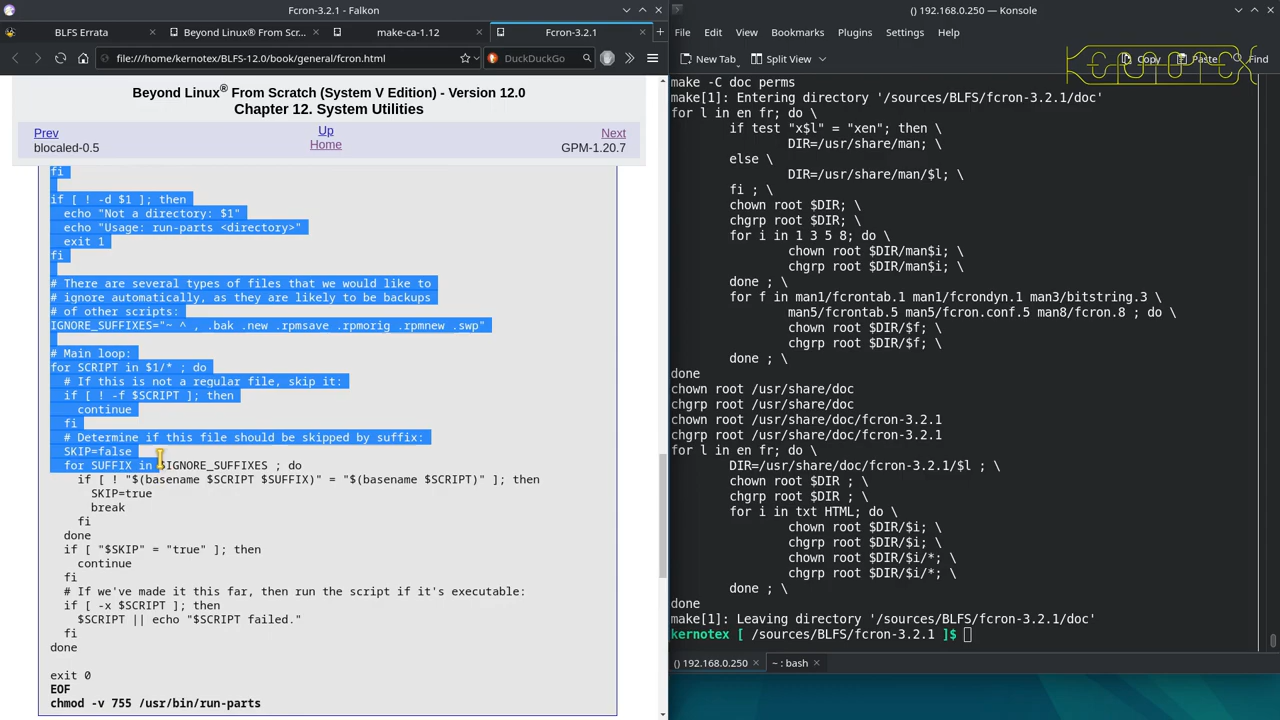 Fcron-3.2.1 - Falkon
BLFS Errata
Beyond Linux® From Scr...
make-ca-1.12
Fcron-3.2.1
file:///home/kernotex/BLFS-12.0/book/general/fcron.html
DuckDuckGo
Beyond Linux® From Scratch (System V Edition) - Version 12.0
Chapter 12. System Utilities
Prev
Up
Next
blocaled-0.5
Home
GPM-1.20.7
fi
if [ ! -d $1 ]; then
echo "Not a directory: $1"
echo "Usage: run-parts <directory>"
exit 1
fi
# There are several types of files that we would like to
# ignore automatically, as they are likely to be backups
# of other scripts:
IGNORE_SUFFIXES="~ ^ , .bak .new .rpmsave .rpmorig .rpmnew .swp"
# Main loop:
for SCRIPT in $1/* ; do
# If this is not a regular file, skip it:
if [ ! -f $SCRIPT ]; then
continue
fi
# Determine if this file should be skipped by suffix:
SKIP=false
for SUFFIX in $IGNORE_SUFFIXES ; do
if [ ! "$(basename $SCRIPT $SUFFIX)" = "$(basename $SCRIPT)" ]; then
SKIP=true
break
fi
done
if [ "$SKIP" = "true" ]; then
continue
fi
# If we've made it this far, then run the script if it's executable:
if [ -x $SCRIPT ]; then
$SCRIPT || echo "$SCRIPT failed."
fi
done
exit 0
EOF
chmod -v 755 /usr/bin/run-parts
() 192.168.0.250 — Konsole
File Edit View Bookmarks Plugins Settings Help
New Tab
Split View
Copy
Paste
Find
KernoteX
make -C doc perms
make[1]: Entering directory '/sources/BLFS/fcron-3.2.1/doc'
for l in en fr; do \
if test "x$l" = "xen"; then \
DIR=/usr/share/man; \
else \
DIR=/usr/share/man/$l; \
fi ; \
chown root $DIR; \
chgrp root $DIR; \
for i in 1 3 5 8; do \
chown root $DIR/man$i; \
chgrp root $DIR/man$i; \
done ; \
for f in man1/fcrontab.1 man1/fcrondyn.1 man3/bitstring.3 \
man5/fcrontab.5 man5/fcron.conf.5 man8/fcron.8 ; do \
chown root $DIR/$f; \
chgrp root $DIR/$f; \
done ; \
done
chown root /usr/share/doc
chgrp root /usr/share/doc
chown root /usr/share/doc/fcron-3.2.1
chgrp root /usr/share/doc/fcron-3.2.1
for l in en fr; do \
DIR=/usr/share/doc/fcron-3.2.1/$l ; \
chown root $DIR ; \
chgrp root $DIR ; \
for i in txt HTML; do \
chown root $DIR/$i; \
chgrp root $DIR/$i; \
chown root $DIR/$i/*; \
chgrp root $DIR/$i/*; \
done ; \
done
make[1]: Leaving directory '/sources/BLFS/fcron-3.2.1/doc'
kernotex [ /sources/BLFS/fcron-3.2.1 ]$
() 192.168.0.250
~ : bash